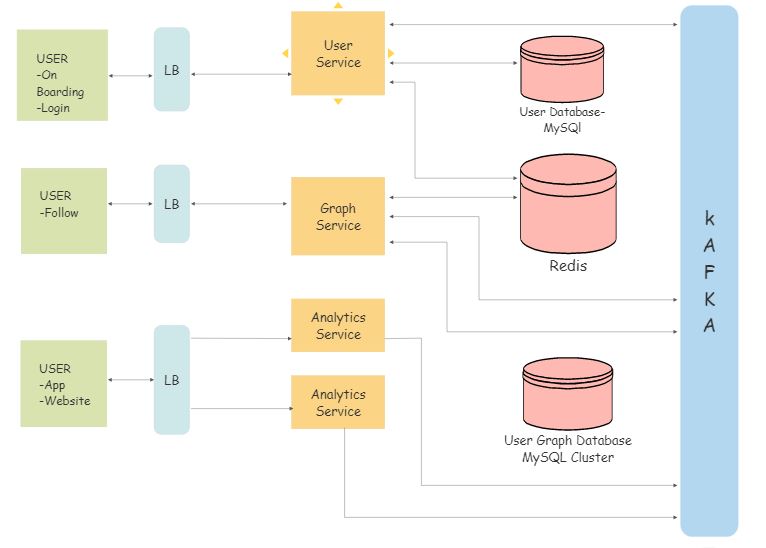 USER
-On
Boarding
-Login
LB
User
Service
User Database-
MySQl
USER
-Follow
LB
Graph
Service
Redis
k
A
F
K
A
USER
-App
-Website
LB
Analytics
Service
Analytics
Service
User Graph Database
MySQL Cluster